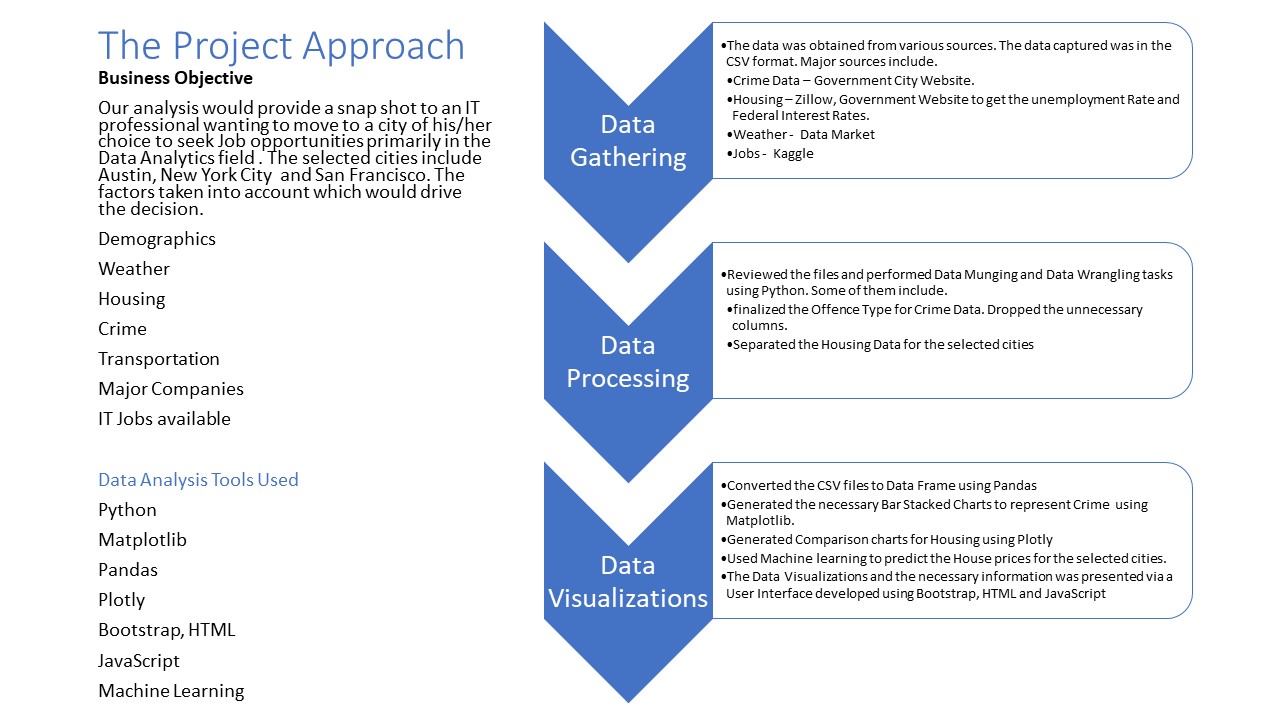 The Project Approach
Business Objective
Our analysis would provide a snap shot to an IT
professional wanting to move to a city of his/her
choice to seek Job opportunities primarily in the
Data Analytics field . The selected cities include
Austin, New York City  and San Francisco. The
factors taken into account which would drive
the decision.
Demographics
Weather
Housing
Crime
Transportation
Major Companies
IT Jobs available
Data Analysis Tools Used
Python
Matplotlib
Pandas
Plotly
Bootstrap, HTML
JavaScript
Machine Learning
Data
Gathering
•The data was obtained from various sources. The data captured was in the
CSV format. Major sources include.
•Crime Data – Government City Website.
•Housing – Zillow, Government Website to get the unemployment Rate and
Federal Interest Rates.
•Weather -  Data Market
•Jobs -  Kaggle
Data
Processing
•Reviewed the files and performed Data Munging and Data Wrangling tasks
using Python. Some of them include.
•finalized the Offence Type for Crime Data. Dropped the unnecessary
columns.
•Separated the Housing Data for the selected cities
Data
Visualizations
•Converted the CSV files to Data Frame using Pandas
•Generated the necessary Bar Stacked Charts to represent Crime  using
Matplotlib.
•Generated Comparison charts for Housing using Plotly
•Used Machine learning to predict the House prices for the selected cities.
•The Data Visualizations and the necessary information was presented via a
User Interface developed using Bootstrap, HTML and JavaScript